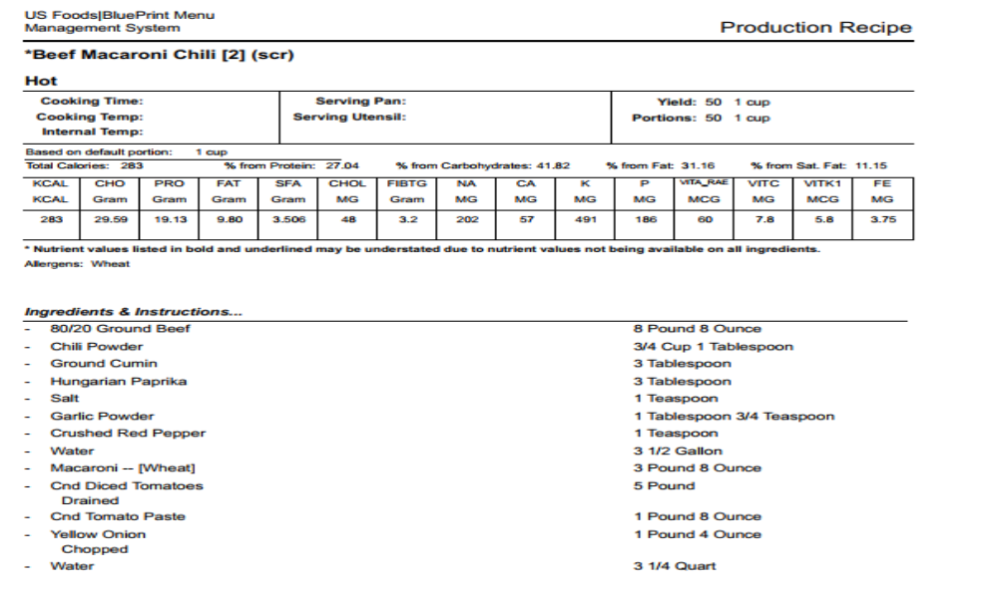 US Foods|BluePrint Menu
Management System
Production Recipe
*Beef Macaroni Chili [2] (scr)
Hot
Cooking Time: Serving Pan: Yield: 50 1 cup
Cooking Temp: Serving Utensil: Portions: 50 1 cup
Internal Temp:
Based on default portion: 1 cup
Total Calories: 283 % from Protein: 27.04 % from Carbohydrates: 41.82 % from Fat: 31.16 % from Sat. Fat: 11.15
KCAL CHO PRO FAT SFA CHOL FIBTG NA CA K P VITA_RAE VITC VITK1 FE
KCAL Gram Gram Gram Gram MG Gram MG MG MG MG MCG MG MCG MG
283 29.59 19.13 9.80 3.506 48 3.2 202 57 491 186 60 7.8 5.8 3.75
* Nutrient values listed in bold and underlined may be understated due to nutrient values not being available on all ingredients.
Allergens: Wheat
Ingredients & Instructions...
- 80/20 Ground Beef 8 Pound 8 Ounce
- Chili Powder 3/4 Cup 1 Tablespoon
- Ground Cumin 3 Tablespoon
- Hungarian Paprika 3 Tablespoon
- Salt 1 Teaspoon
- Garlic Powder 1 Tablespoon 3/4 Teaspoon
- Crushed Red Pepper 1 Teaspoon
- Water 3 1/2 Gallon
- Macaroni -- [Wheat] 3 Pound 8 Ounce
- Cnd Diced Tomatoes 5 Pound
Drained
- Cnd Tomato Paste 1 Pound 8 Ounce
- Yellow Onion 1 Pound 4 Ounce
Chopped
- Water 3 1/4 Quart